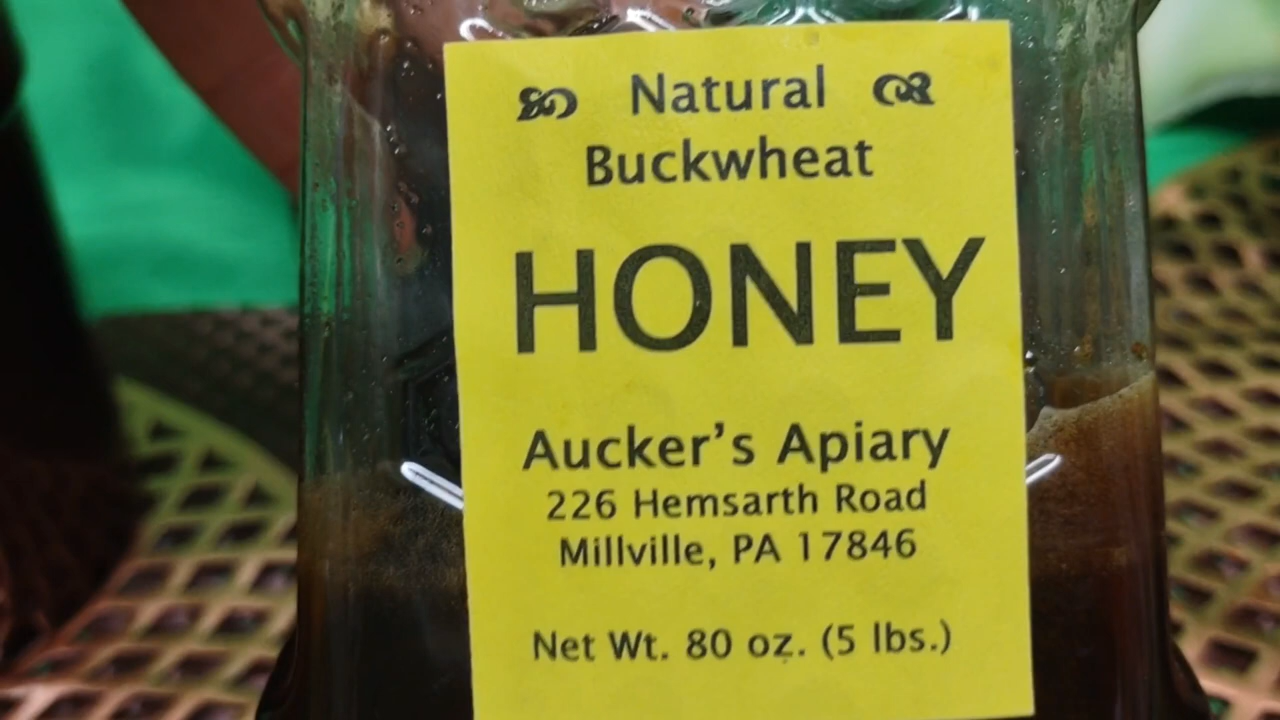 Natural
Buckwheat
HONEY
Aucker's Apiary
226 Hemsarth Road
Millville, PA 17846
Net Wt. 80 oz. (5 lbs.)